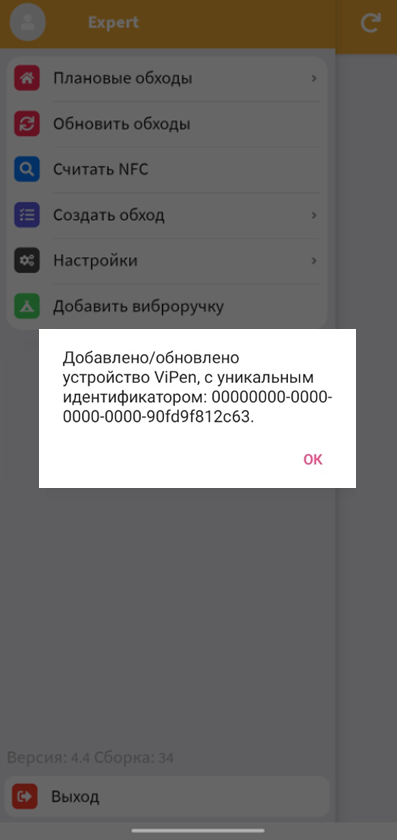 Expert
Плановые обходы
Обновить обходы
Считать NFC
Создать обход
Настройки
Добавить виброручку
Добавлено/обновлено
устройство ViPen, с уникальным
идентификатором: 00000000-0000-
0000-0000-90fd9f812c63.
ОК
Версия: 4.4 Сборка: 34
Выход